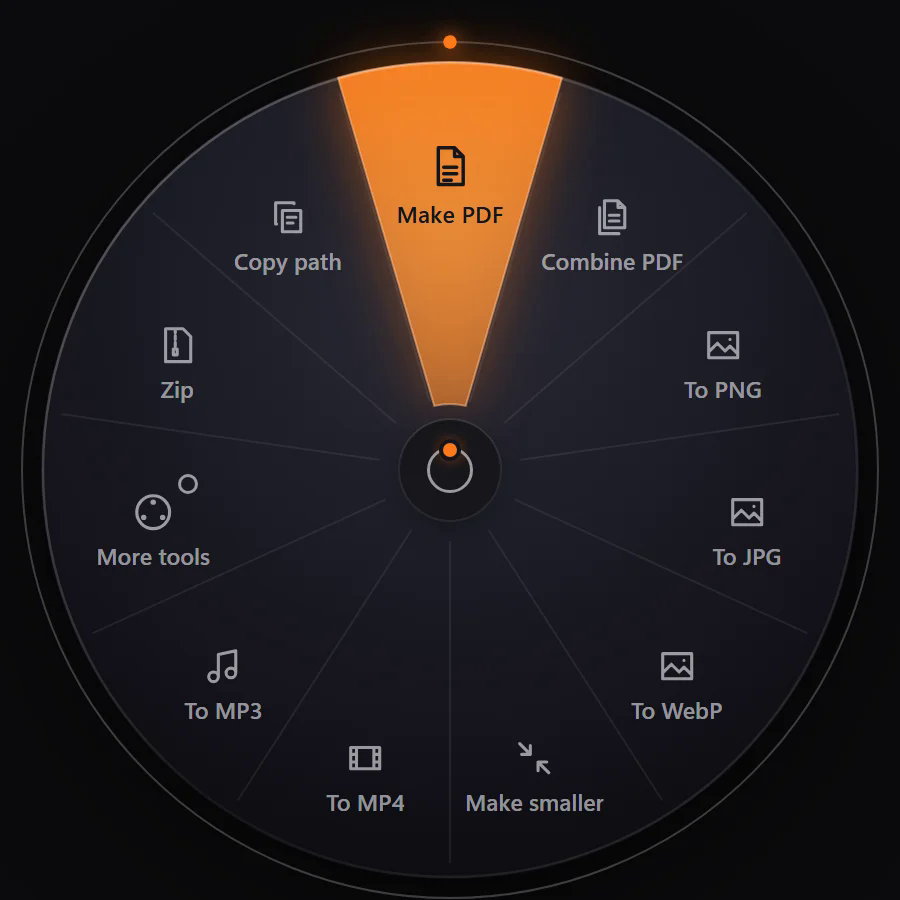 Make PDF
Copy path
Combine PDF
Zip
To PNG
More tools
To JPG
To MP3
To WebP
To MP4
Make smaller